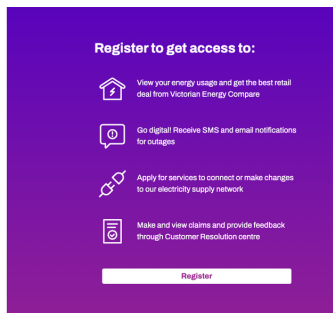 Register to get access to:
View your energy usage and get the best retail
deal from Victorian Energy Compare
Go digital! Receive SMS and email notifications
for outages
Apply for services to connect or make changes
to our electricity supply network
Make and view claims and provide feedback
through Customer Resolution centre
Register